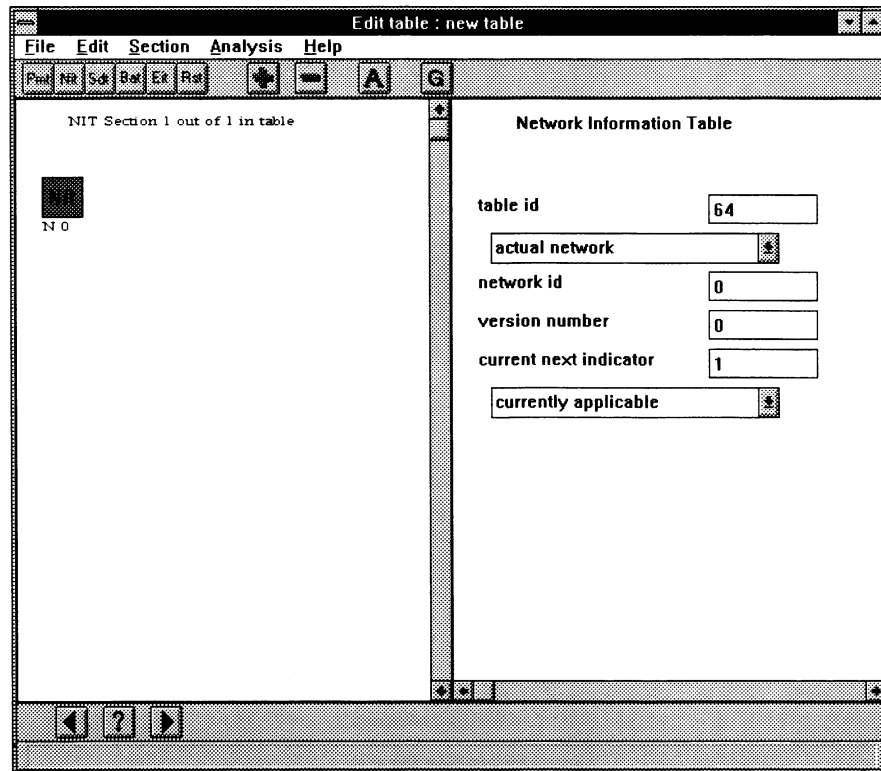 Edit table : new table
File Edit Section Analysis Help
Pmt Nit Sdt Bat Eit Rst A G
NIT Section 1 out of 1 in table
Nit
N 0
Network Information Table
table id 64
actual network
network id 0
version number 0
current next indicator 1
currently applicable
?